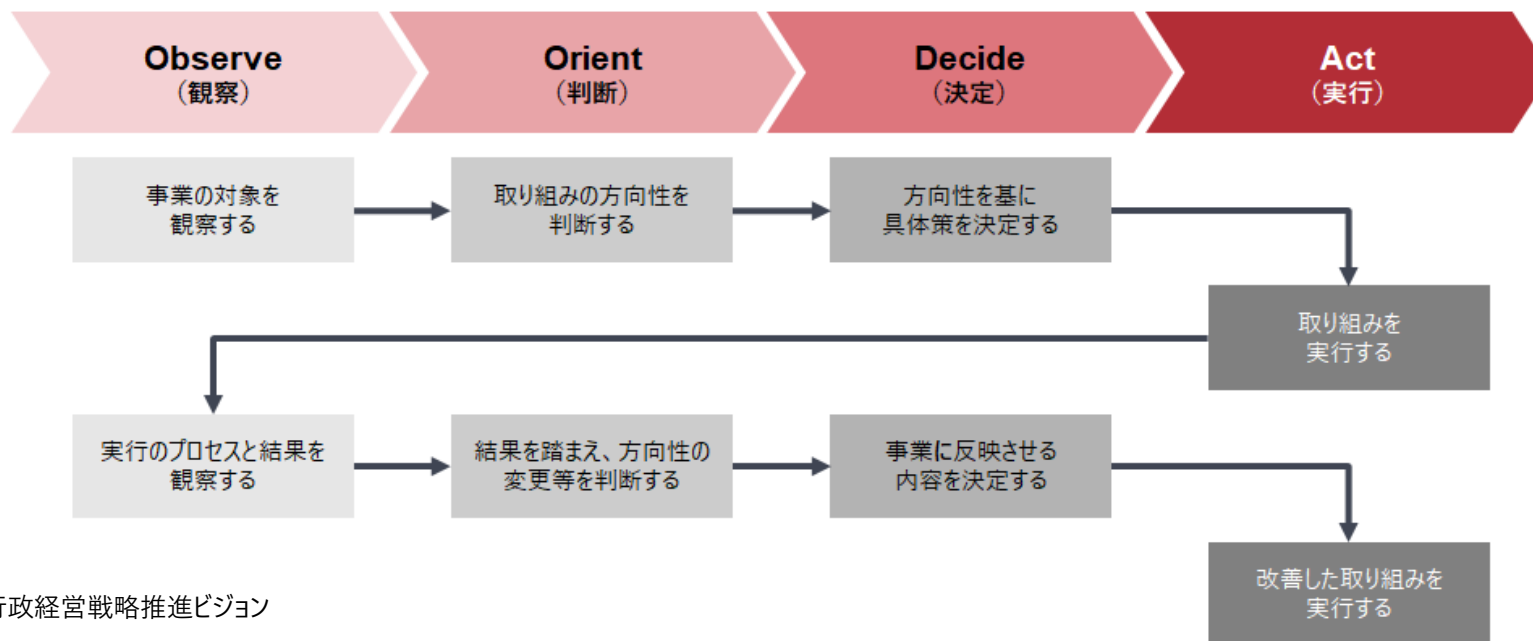 Observe
（観察）
Orient
（判断）
Decide
（決定）
Act
（実行）
事業の対象を
観察する
取り組みの方向性を
判断する
方向性を基に
具体策を決定する
取り組みを
実行する
実行のプロセスと結果を
観察する
結果を踏まえ、方向性の
変更等を判断する
事業に反映させる
内容を決定する
改善した取り組みを
実行する
行政経営戦略推進ビジョン